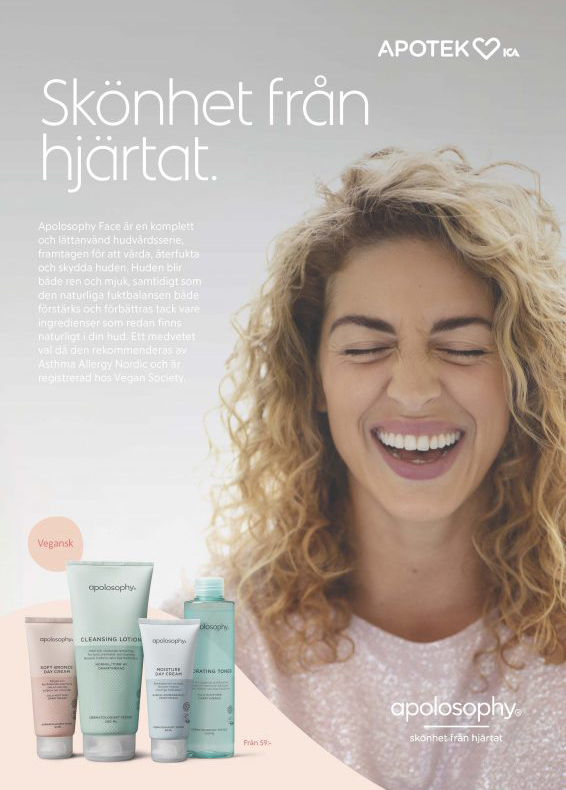 APOTEK ICA
Skönhet från
hjärtat.
Apolosophy Face är en komplett
och lättanvänd hudvårdsserie,
framtagen för att vårda, återfukta
och skydda huden. Huden blir
både ren och mjuk, samtidigt som
den naturliga fuktbalansen både
förstärks och förbättras tack vare
ingredienser som redan finns
naturligt i din hud. Ett medvetet
val då den rekommenderas av
Asthma Allergy Nordic och är
registrerad hos Vegan Society.
Vegansk
apolosophy
CLEANSING LOTION
apolosophy
SOFT BRONZE
DAY CREAM
apolosophy
MOISTURE
DAY CREAM
olosophy
RATING TONER
Från 59:-
apolosophy
skönhet från hjärtat